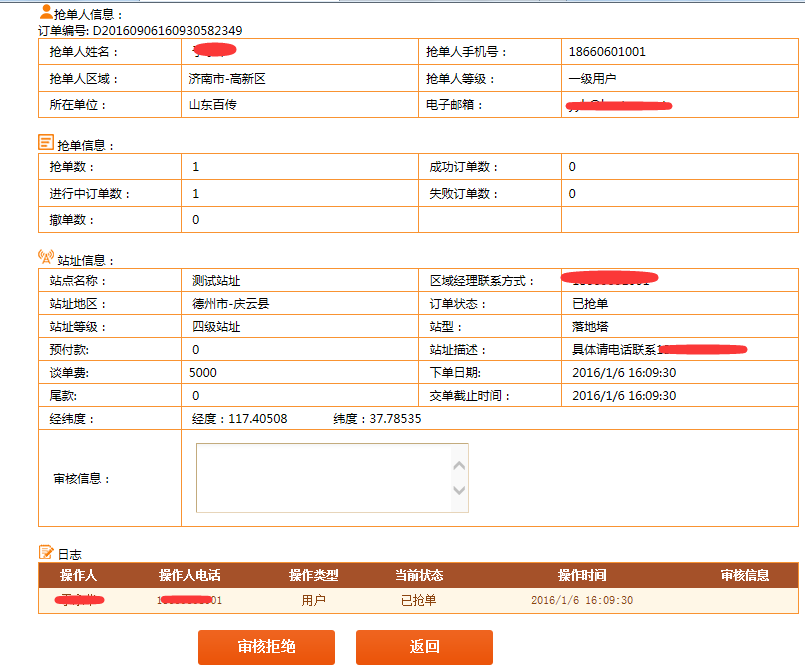 抢单人信息：
订单编号: D20160906160930582349
抢单人姓名： 抢单人手机号： 18660601001
抢单人区域： 济南市-高新区 抢单人等级： 一级用户
所在单位： 山东百传 电子邮箱：
抢单信息：
抢单数： 1 成功订单数： 0
进行中订单数： 1 失败订单数： 0
撤单数： 0
站址信息：
站点名称： 测试站址 区域经理联系方式：
站址地区： 德州市-庆云县 订单状态： 已抢单
站址等级： 四级站址 站型： 落地塔
预付款: 0 站址描述： 具体请电话联系
谈单费: 5000 下单日期: 2016/1/6 16:09:30
尾款: 0 交单截止时间： 2016/1/6 16:09:30
经纬度： 经度：117.40508 纬度：37.78535
审核信息：
日志
操作人 操作人电话 操作类型 当前状态 操作时间 审核信息
用户 已抢单 2016/1/6 16:09:30
审核拒绝 返回